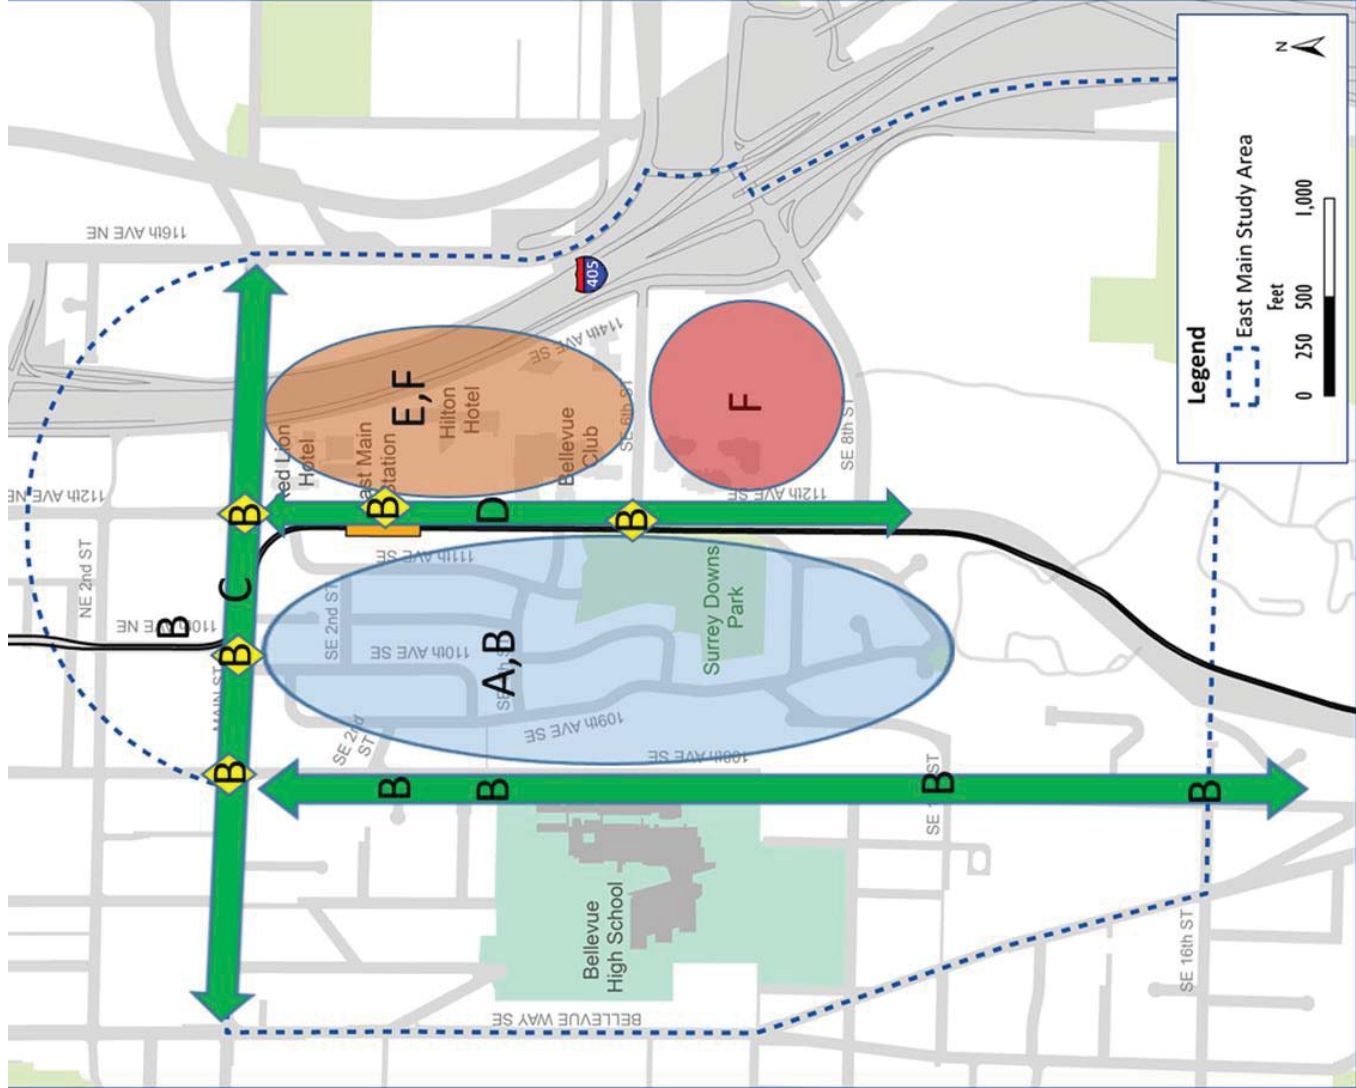 116th AVE NE
405
114th AVE SE
E,F
F
Hilton
Hotel
ed Lion
Hotel
ast Main
tation
Bellevue
Club
SE 6th ST
SE 8th ST
112th AVE NE
112th AVE SE
B
B
B
D
NE 2nd ST
C
B
110th AVE NE
B
MAIN ST
111th AVE SE
SE 2nd ST
110th AVE SE
A,B
Surrey Downs
Park
109th AVE SE
SE 2nd
ST
108th AVE SE
B
B
B
B
B
Bellevue
High School
SE 16th ST
BELLEVUE WAY SE
N
Legend
East Main Study Area
Feet
0 250 500 1,000